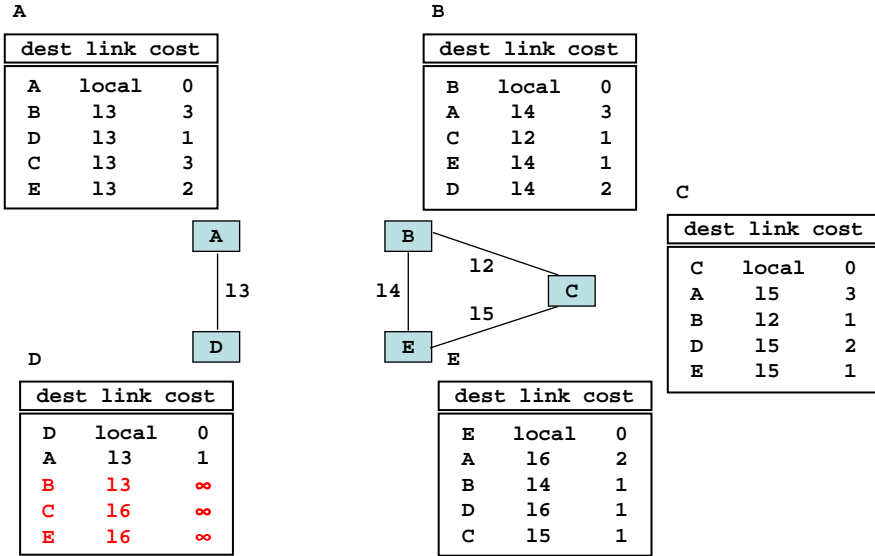 A
dest link cost
A local 0
B l3 3
D l3 1
C l3 3
E l3 2
B
dest link cost
B local 0
A l4 3
C l2 1
E l4 1
D l4 2
C
dest link cost
C local 0
A l5 3
B l2 1
D l5 2
E l5 1
A
B
l2
C
l3
l4
l5
D
E
D
dest link cost
D local 0
A l3 1
B l3 ∞
C l6 ∞
E l6 ∞
E
dest link cost
E local 0
A l6 2
B l4 1
D l6 1
C l5 1